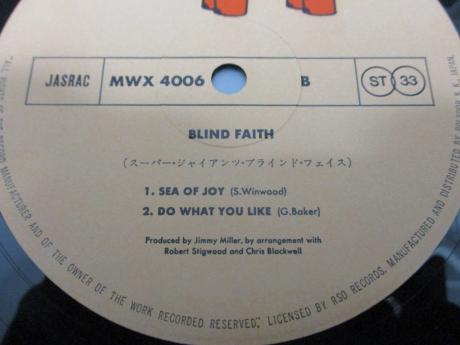 JASRAC MWX 4006 B ST 33
BLIND FAITH
(スーパー・ジャイアンツ・ブラインド・フェイス)
1. SEA OF JOY (S.Winwood)
2. DO WHAT YOU LIKE (G.Baker)
Produced by Jimmy Miller, by arrangement with
Robert Stigwood and Chris Blackwell
MANUFACTURER AND OF THE OWNER OF THE WORK RECORDED RESERVED," LICENSED BY RSO RECORDS, MANUFACTURED AND DISTRIBUTED BY POLYDOR K.K. JAPAN.